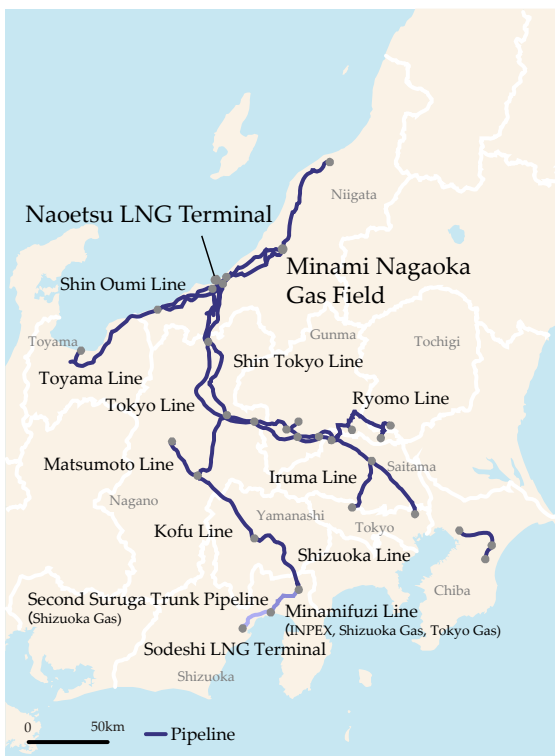 Niigata
Naoetsu LNG Terminal
Minami Nagaoka
Gas Field
Shin Oumi Line
Gunma
Tochigi
Toyama
Shin Tokyo Line
Toyama Line
Ryomo Line
Tokyo Line
Matsumoto Line
Iruma Line
Saitama
Nagano
Yamanashi
Tokyo
Kofu Line
Shizuoka Line
Chiba
Second Suruga Trunk Pipeline
(Shizuoka Gas)
Minamifuzi Line
(INPEX, Shizuoka Gas, Tokyo Gas)
Sodeshi LNG Terminal
Shizuoka
0 50km
Pipeline